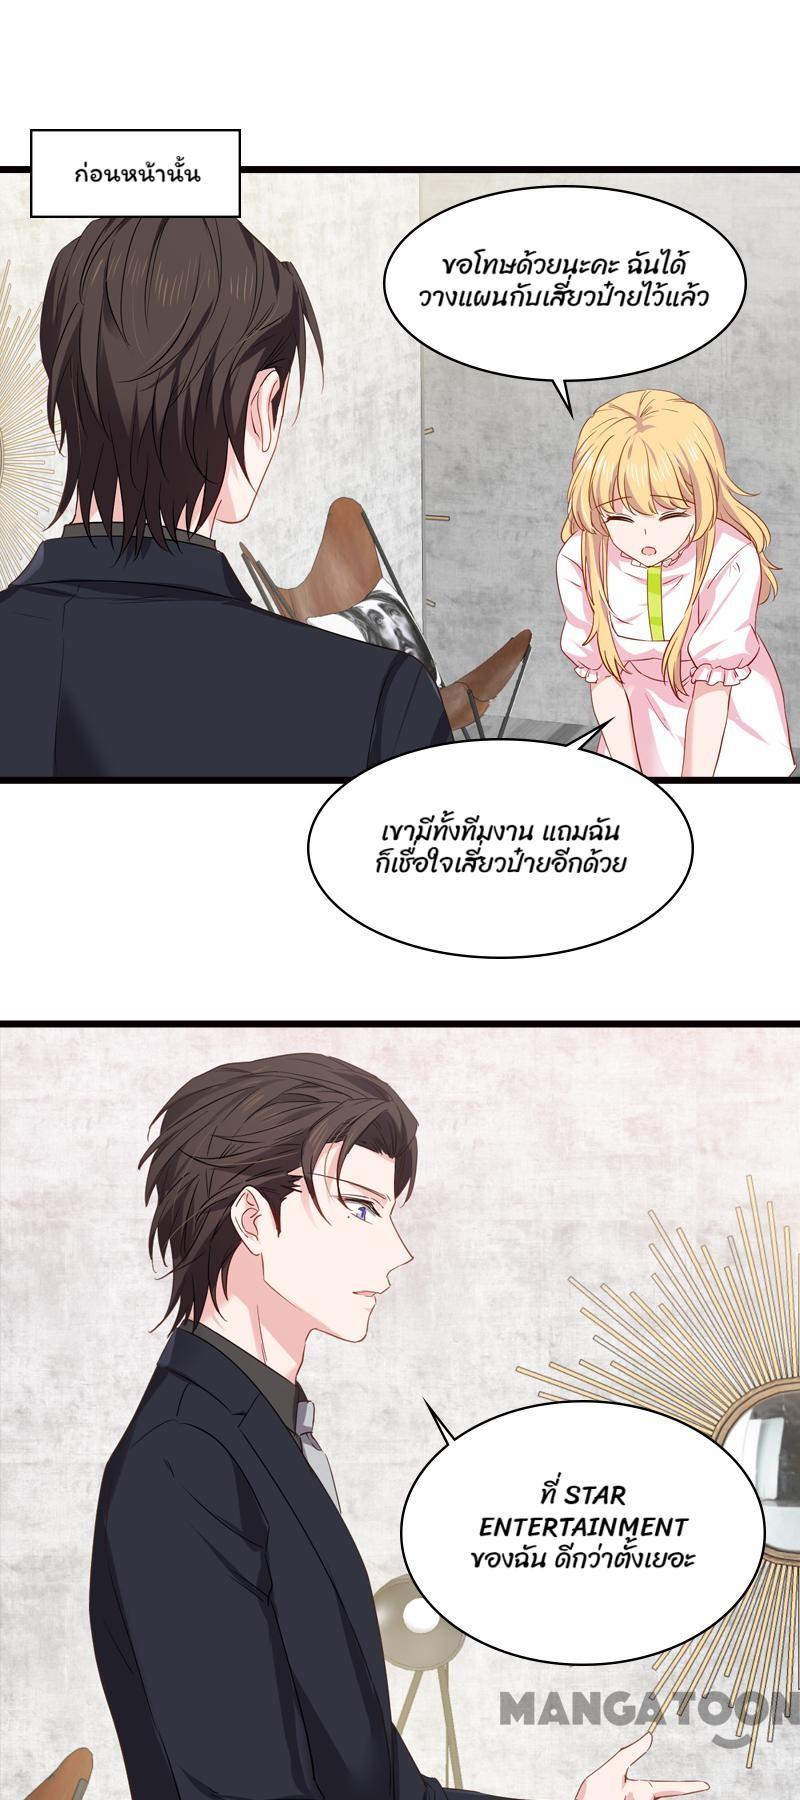 ก่อนหน้านั้น
ขอโทษด้วยนะคะ ฉันได้
วางแผนกับเสี่ยวป๋ายไว้แล้ว
เขามีทั้งทีมงาน แถมฉัน
ก็เชื่อใจเสี่ยวป๋ายอีกด้วย
ที่ STAR
ENTERTAINMENT
ของฉัน ดีกว่าตั้งเยอะ
MANGATOON